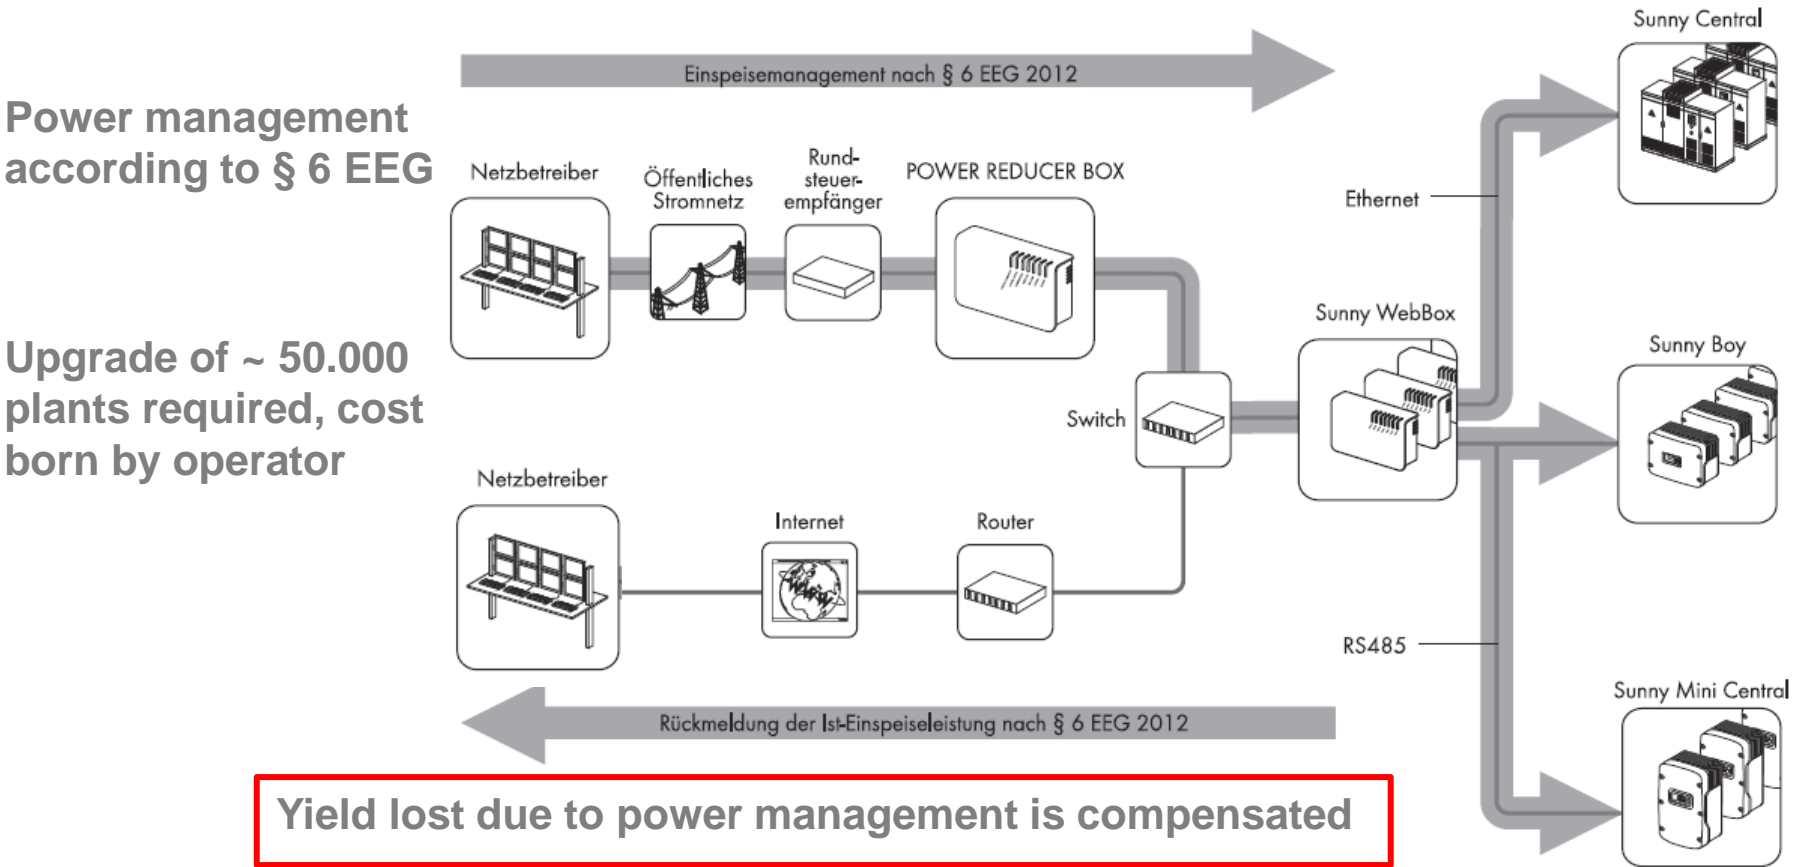 Sunny Central
Einspeisemanagement nach § 6 EEG 2012
Power management
according to § 6 EEG
Netzbetreiber
Öffentliches
Stromnetz
Rund-
steuer-
empfänger
POWER REDUCER BOX
Ethernet
Sunny WebBox
Upgrade of ~ 50.000
plants required, cost
born by operator
Sunny Boy
Switch
Netzbetreiber
Internet
WWW
Router
RS485
Sunny Mini Central
Rückmeldung der Ist-Einspeiseleistung nach § 6 EEG 2012
Yield lost due to power management is compensated